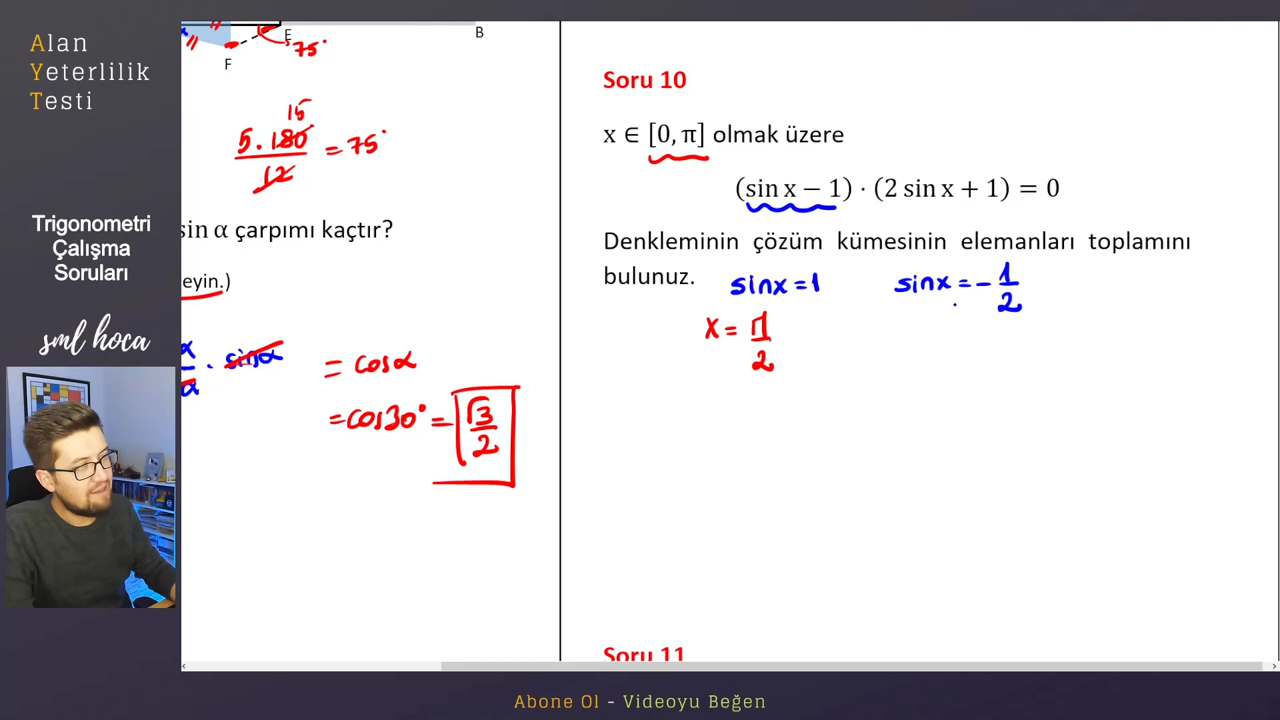 Alan
Yeterlilik
Testi
Trigonometri
Çalışma
Soruları
sml hoca
E
B
F
75°
15
5.180
12
= 75°
sin α çarpımı kaçtır?
eyin.)
α
α
. sinα
= cosα
= cos30° = √3
2
Soru 10
x ∈ [0, π] olmak üzere
(sin x − 1) · (2 sin x + 1) = 0
Denkleminin çözüm kümesinin elemanları toplamını
bulunuz.
sinx = 1
sinx = - 1
2
x = π
2
Soru 11
Abone Ol - Videoyu Beğen